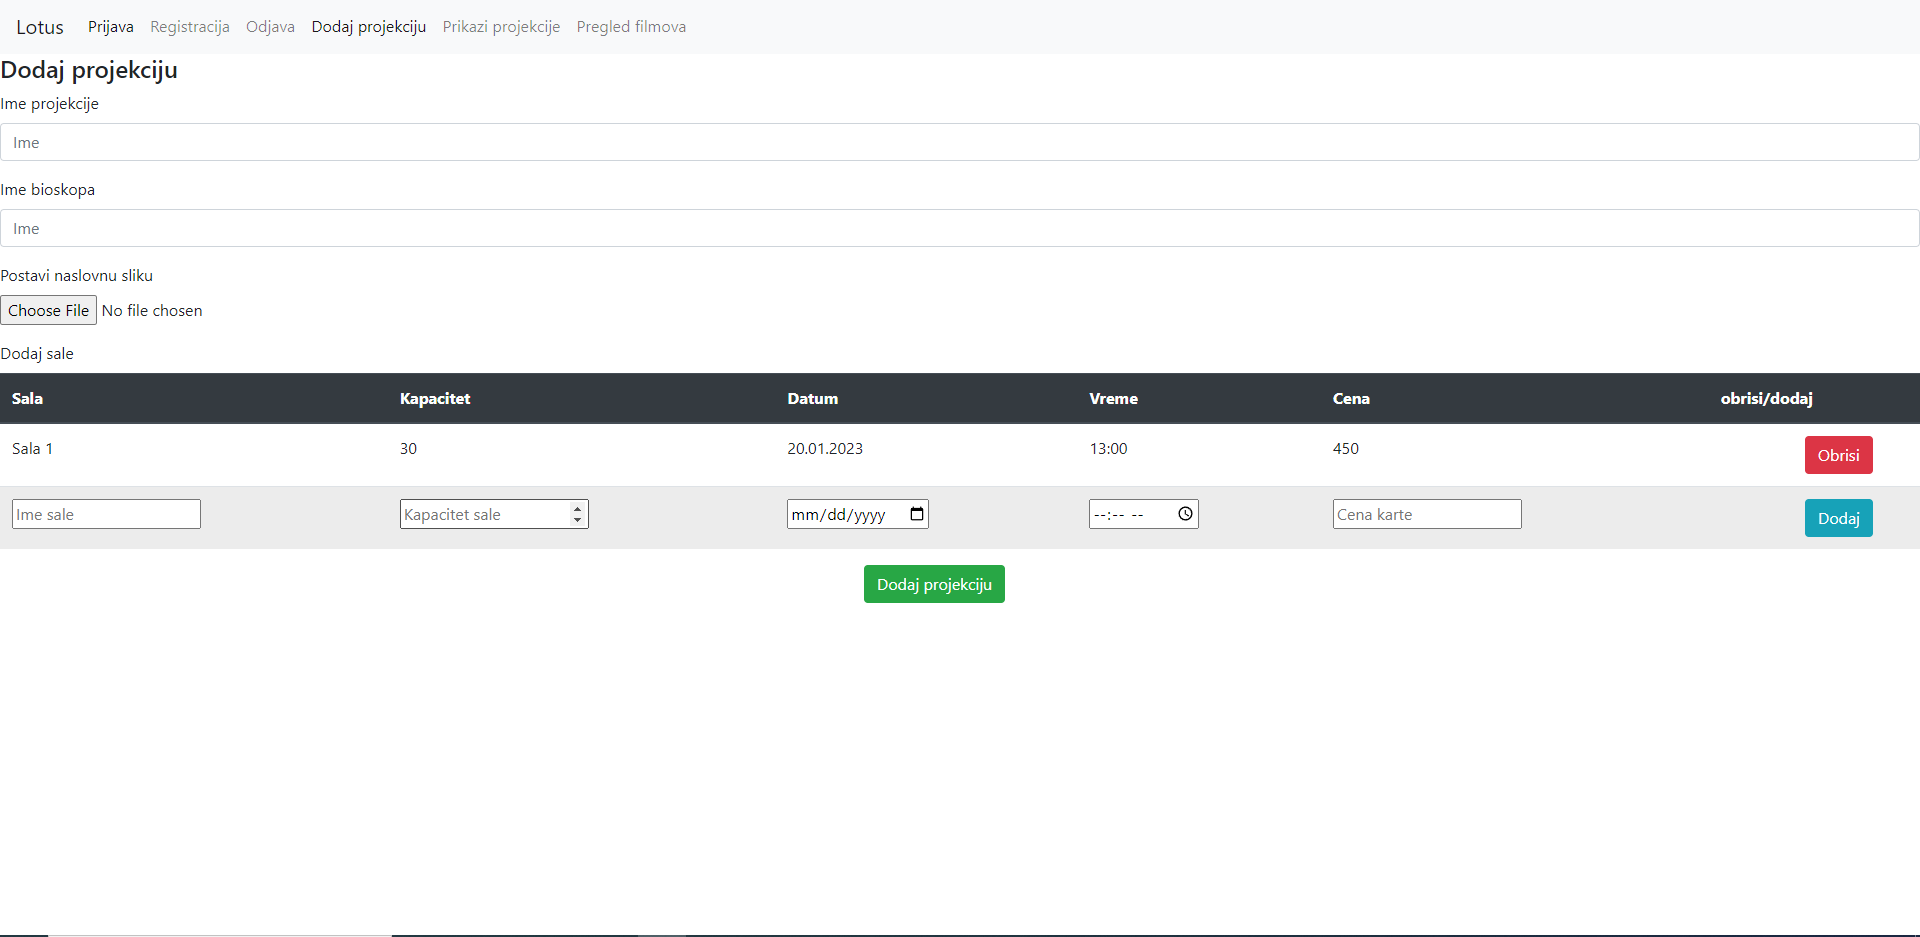 Lotus Prijava Registracija Odjava Dodaj projekciju Prikazi projekcije Pregled filmova
Dodaj projekciju
Ime projekcije
Ime
Ime bioskopa
Ime
Postavi naslovnu sliku
Choose File No file chosen
Dodaj sale
Sala Kapacitet Datum Vreme Cena obrisi/dodaj
Sala 1 30 20.01.2023 13:00 450 Obrisi
Ime sale Kapacitet sale mm/dd/yyyy --:-- -- Cena karte Dodaj
Dodaj projekciju